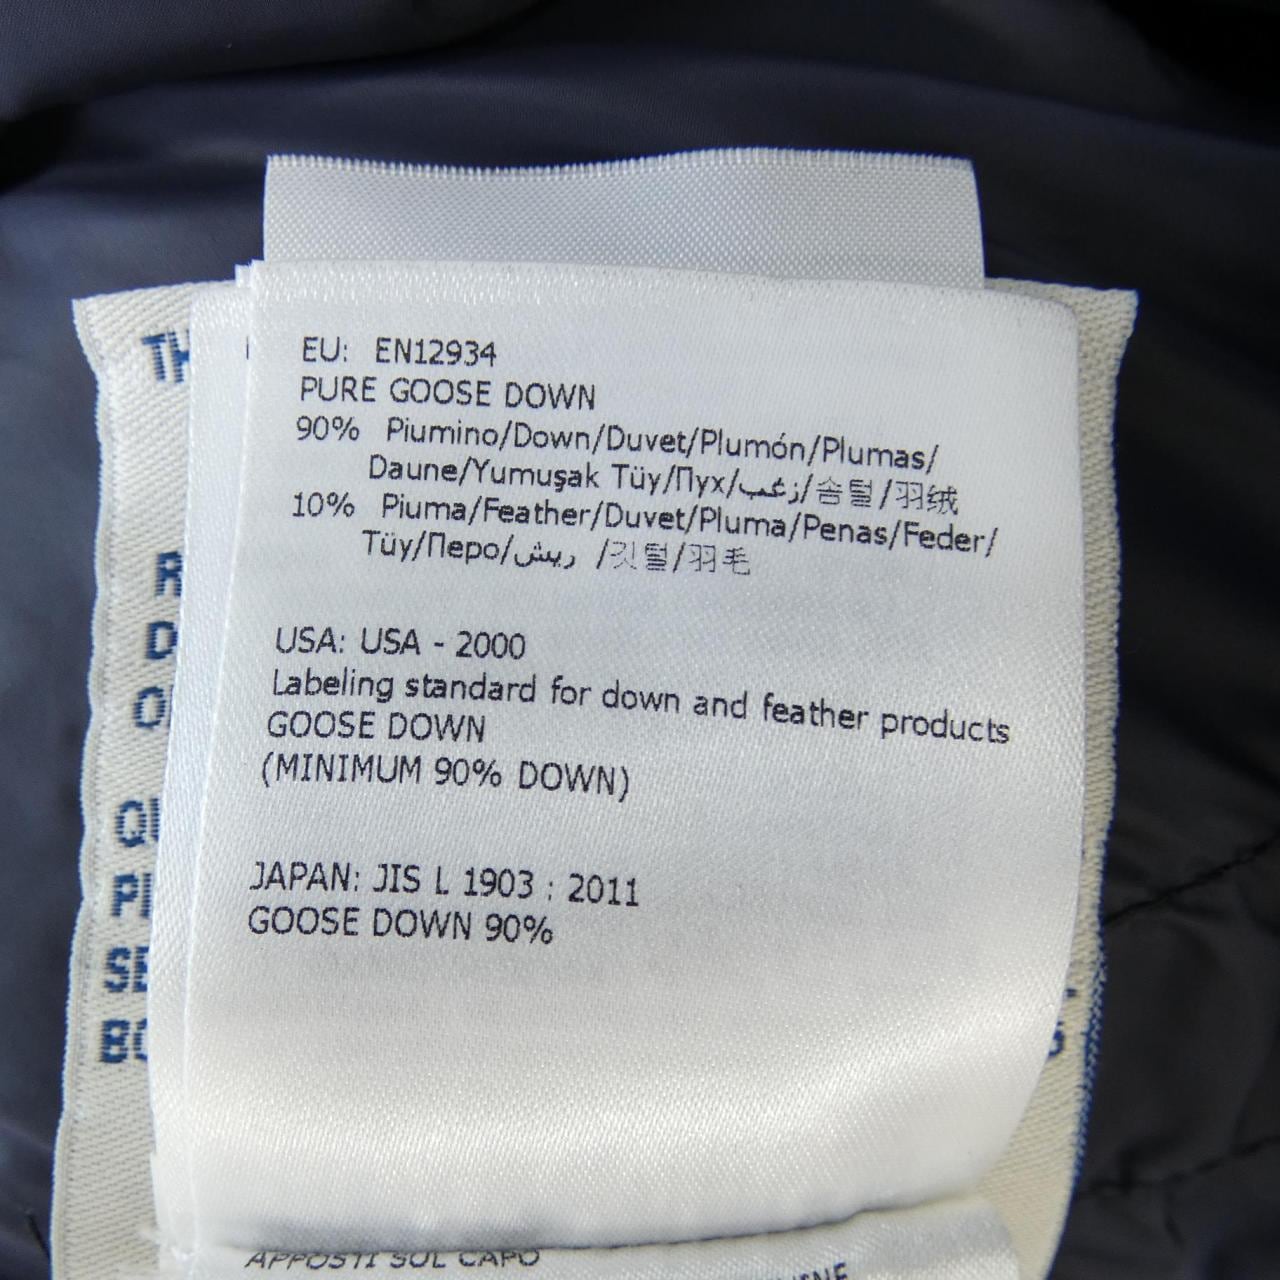 EU: EN12934
PURE GOOSE DOWN
90% Piumino/Down/Duvet/Plumón/Plumas/
Daune/Yumuşak Tüy/Пух/زغب/솜털/羽绒
10% Piuma/Feather/Duvet/Pluma/Penas/Feder/
Tüy/Перо/ريش /깃털/羽毛
USA: USA - 2000
Labeling standard for down and feather products
GOOSE DOWN
(MINIMUM 90% DOWN)
JAPAN: JIS L 1903 : 2011
GOOSE DOWN 90%
APPOSTI SUL CAPO